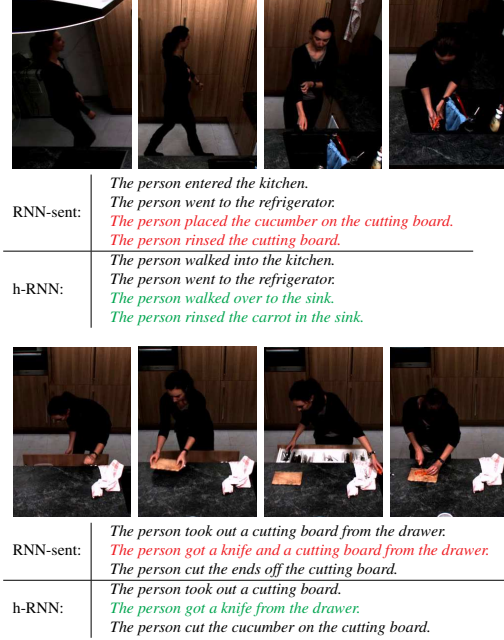 RNN-sent:
The person entered the kitchen.
The person went to the refrigerator.
The person placed the cucumber on the cutting board.
The person rinsed the cutting board.
h-RNN:
The person walked into the kitchen.
The person went to the refrigerator.
The person walked over to the sink.
The person rinsed the carrot in the sink.
RNN-sent:
The person took out a cutting board from the drawer.
The person got a knife and a cutting board from the drawer.
The person cut the ends off the cutting board.
h-RNN:
The person took out a cutting board.
The person got a knife from the drawer.
The person cut the cucumber on the cutting board.